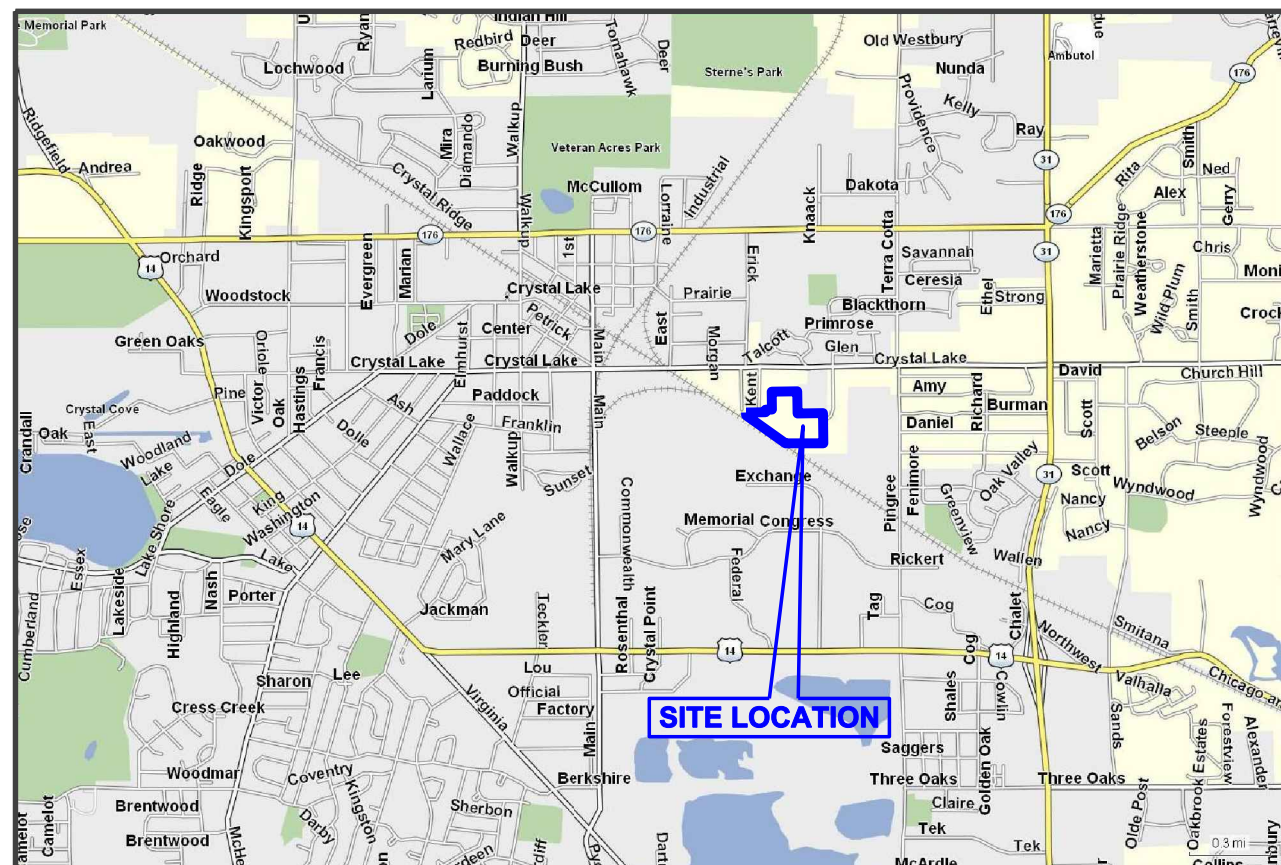 Memorial Park
Indian Hill
Ryan
Redbird
Deer
Lochwood
Larium
Burning Bush
Tomahawk
Deer
Sterne's Park
Old Westbury
Nunda
Ambutol
176
Providence
Kelly
Ray
Ridgefield
Andrea
Oakwood
Ridge
Kingsport
Mira
Diamando
Walkup
Crystal Ridge
Veteran Acres Park
McCullom
Lorraine
Industrial
Knaack
Dakota
31
Rita
Smith
Ned
Alex
Gerry
176
176
Walkup
1st
176
Erick
Terra Cotta
Savannah
Ceresia
31
Marietta
Prairie Ridge
Weatherstone
Chris
14
Orchard
Woodstock
Evergreen
Marian
Crystal Lake
Prairie
Blackthorn
Ethel
Strong
Wild Plum
Smith
Green Oaks
Oriole
Francis
Dole
Elmhurst
Center
Petrick
Main
East
Morgan
Talcott
Primrose
Glen
Crystal Lake
Crystal Lake
Crystal Lake
David
Church Hill
Pine
Victor
Oak
Hastings
Ash
Paddock
Main
Kent
Amy
Richard
Burman
Scott
Crystal Cove
Crandall
Oak
East
Woodland
Dolle
Wallace
Franklin
Walkup
Daniel
Belson
Steeple
Lake
Dole
Sunset
Exchange
Pingree
Fenimore
Oak Valley
31
Scott
Wyndwood
Wyndwood
Eagle
King
Washington
14
Commonwealth
Memorial
Congress
Greenview
Nancy
Nancy
Lake Shore
Lake
Mary Lane
Federal
Rickert
Wallen
Essex
Cumberland
Lakeside
Highland
Nash
Porter
Jackman
Teckler
Rosenthal
Crystal Point
Tag
Cog
Cog
Chalet
Northwest
Smitana
14
14
Sharon
Lee
Lou
Virginia
Official
Factory
Main
SITE LOCATION
Shales
Cowlin
Valhalla
Chicago
Sands
Cress Creek
Saggers
Golden Oak
Oakbrook Estates
Forestview
Alexander
Woodmar
Coventry
Kingston
Berkshire
Three Oaks
Three Oaks
Camelot
Brentwood
Brentwood
Darby
Sherbon
Claire
Tek
Tek
Olde Post
McArdle
0.3 mi
Collins